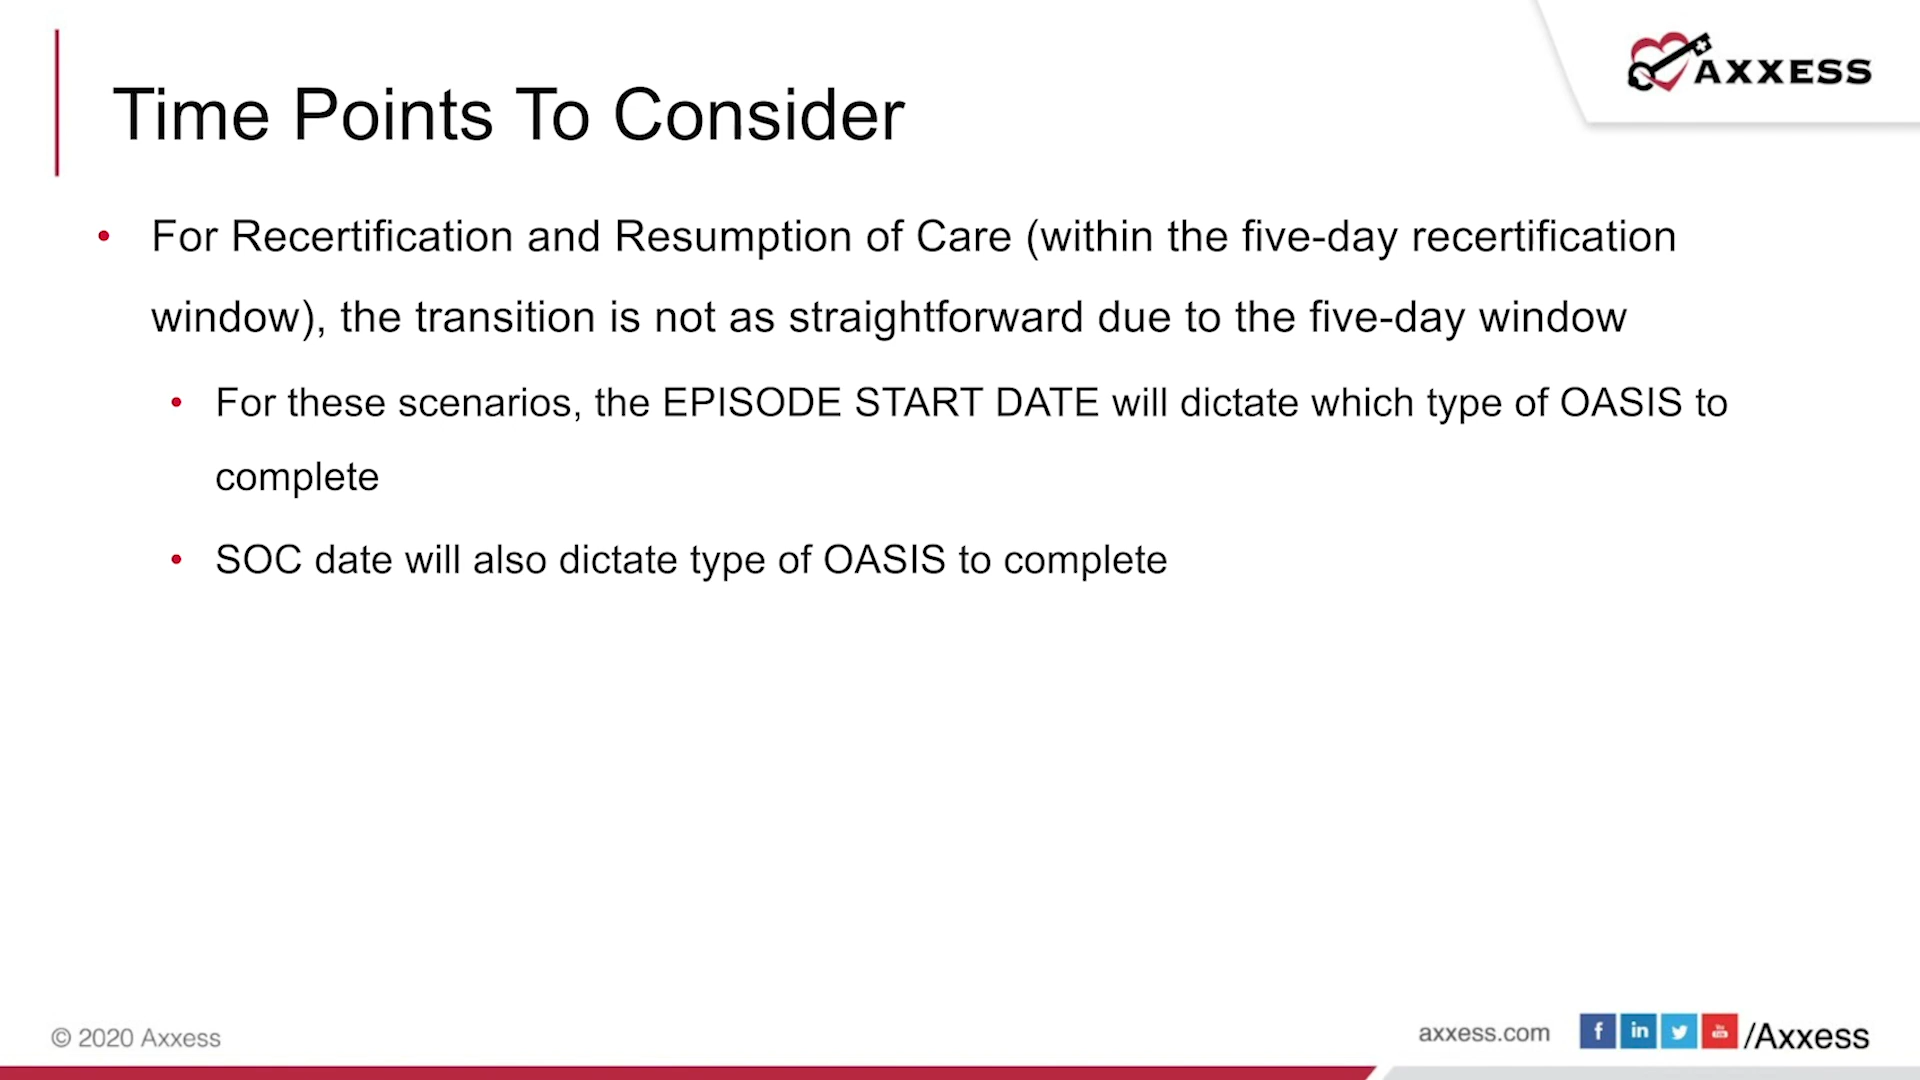 AXXESS
Time Points To Consider
• For Recertification and Resumption of Care (within the five-day recertification
window), the transition is not as straightforward due to the five-day window
• For these scenarios, the EPISODE START DATE will dictate which type of OASIS to
complete
• SOC date will also dictate type of OASIS to complete
© 2020 Axxess
axxess.com f in /Axxess